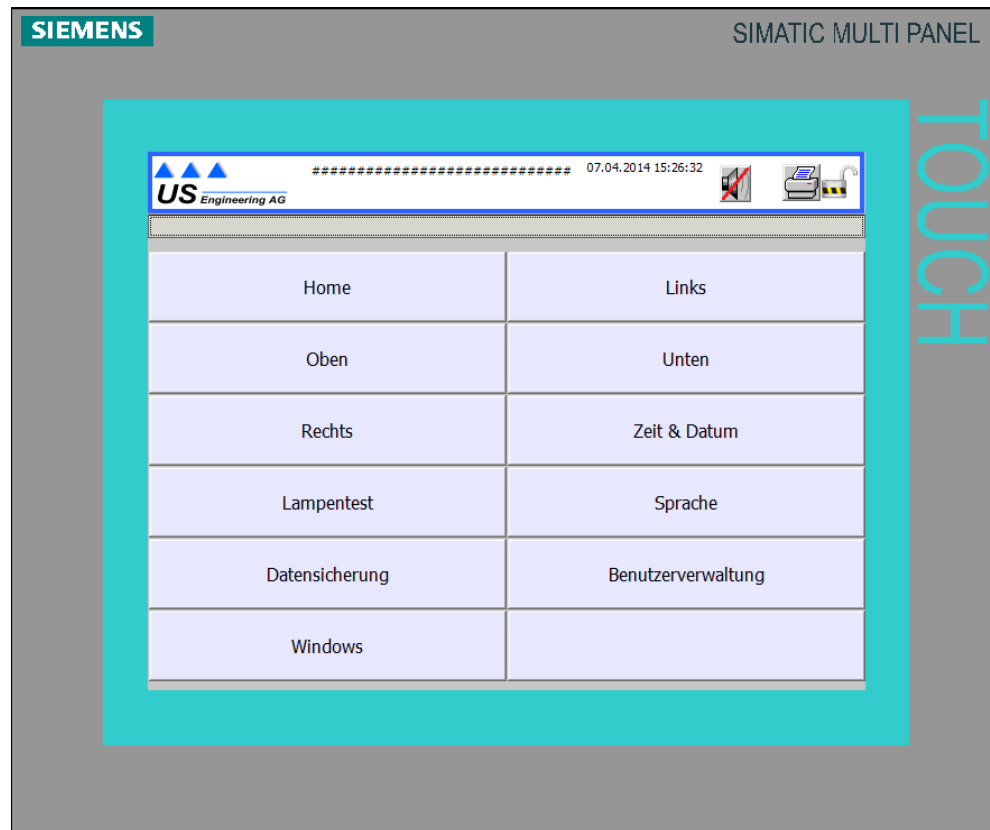 SIEMENS
SIMATIC MULTI PANEL
TOUCH
############################# 07.04.2014 15:26:32
US Engineering AG
Home Links
Oben Unten
Rechts Zeit & Datum
Lampentest Sprache
Datensicherung Benutzerverwaltung
Windows